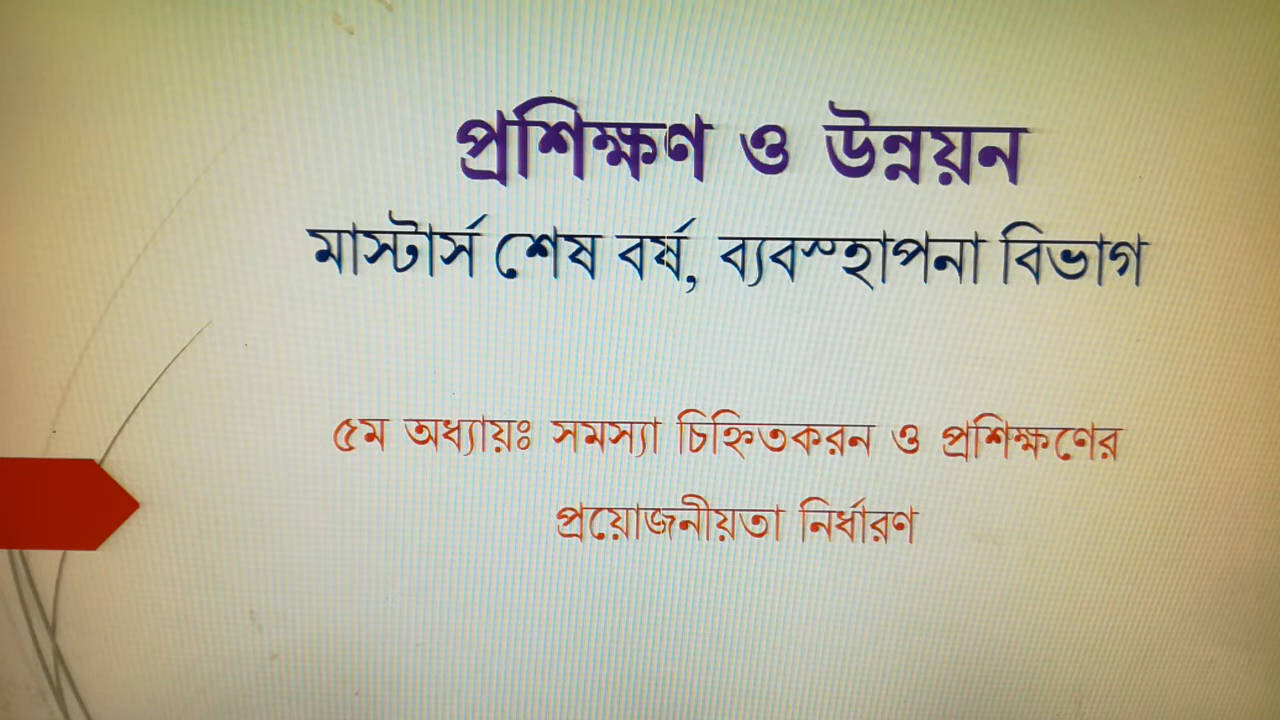 প্রশিক্ষণ ও উন্নয়ন
মাস্টার্স শেষ বর্ষ, ব্যবস্হাপনা বিভাগ
৫ম অধ্যায়ঃ সমস্যা চিহ্নিতকরন ও প্রশিক্ষণের
প্রয়োজনীয়তা নির্ধারণ